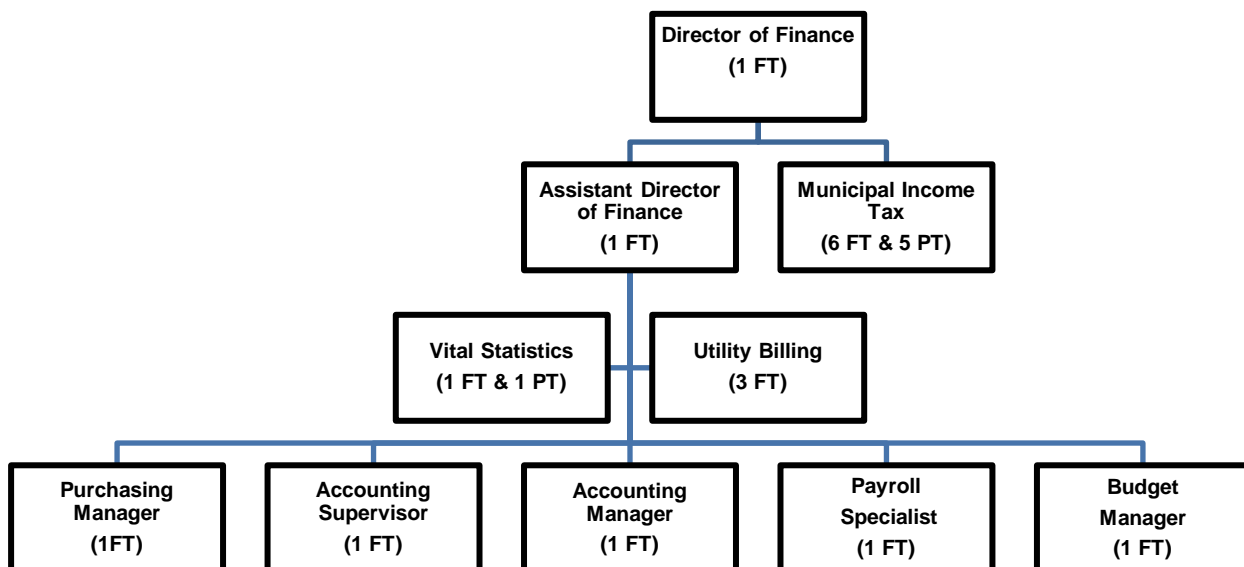 Director of Finance
(1 FT)
Assistant Director
of Finance
(1 FT)
Municipal Income
Tax
(6 FT & 5 PT)
Vital Statistics
(1 FT & 1 PT)
Utility Billing
(3 FT)
Purchasing
Manager
(1FT)
Accounting
Supervisor
(1 FT)
Accounting
Manager
(1 FT)
Payroll
Specialist
(1 FT)
Budget
Manager
(1 FT)